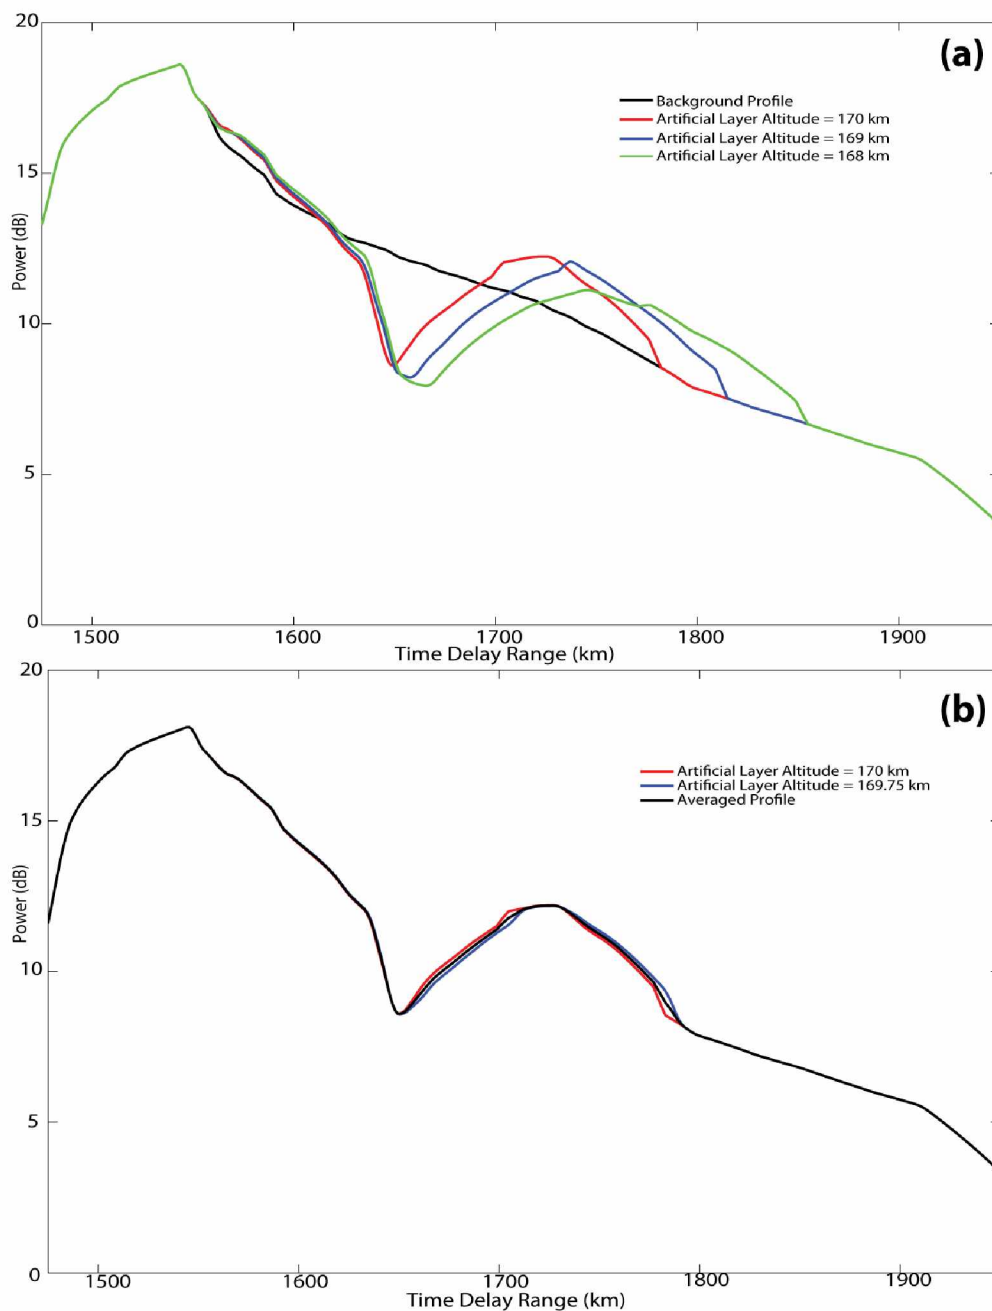 20
(a)
Background Profile
Artificial Layer Altitude = 170 km
Artificial Layer Altitude = 169 km
Artificial Layer Altitude = 168 km
15
Power (dB)
10
5
0
1500 1600 1700 1800 1900
Time Delay Range (km)
20
(b)
Artificial Layer Altitude = 170 km
Artificial Layer Altitude = 169.75 km
Averaged Profile
15
Power (dB)
10
5
0
1500 1600 1700 1800 1900
Time Delay Range (km)